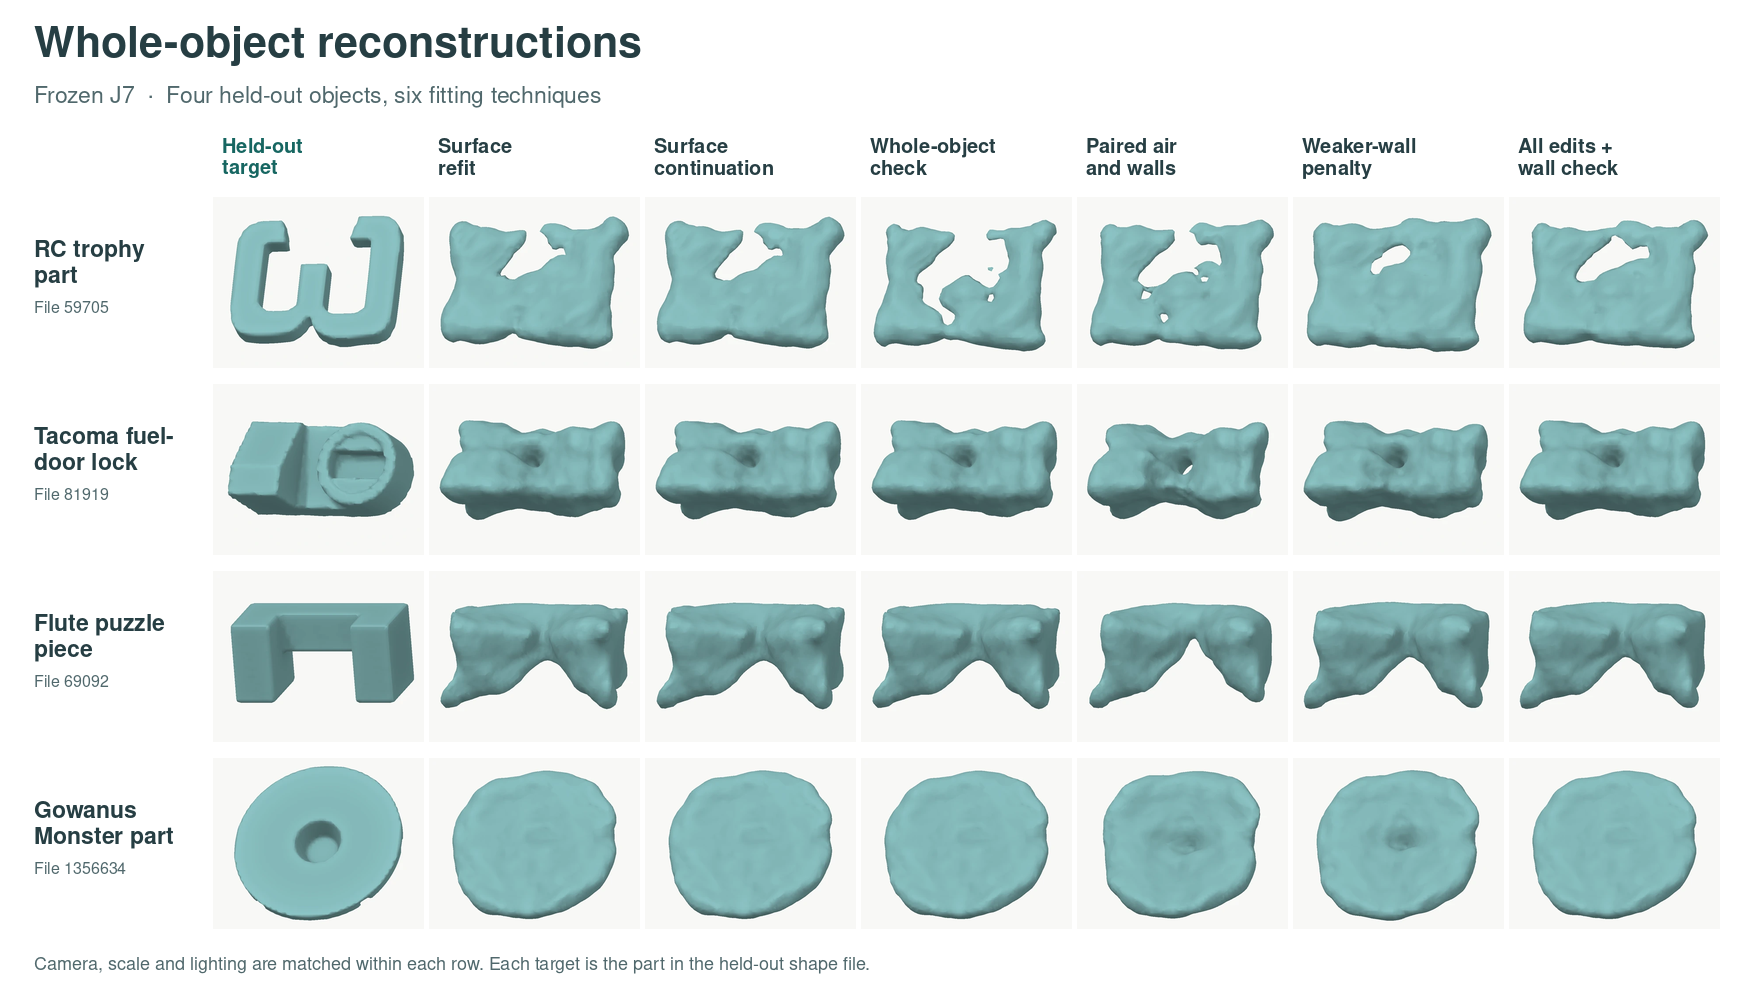 Whole-object reconstructions
Frozen J7 · Four held-out objects, six fitting techniques
Held-out
target
Surface
refit
Surface
continuation
Whole-object
check
Paired air
and walls
Weaker-wall
penalty
All edits +
wall check
RC trophy
part
File 59705
Tacoma fuel-
door lock
File 81919
Flute puzzle
piece
File 69092
Gowanus
Monster part
File 1356634
Camera, scale and lighting are matched within each row. Each target is the part in the held-out shape file.